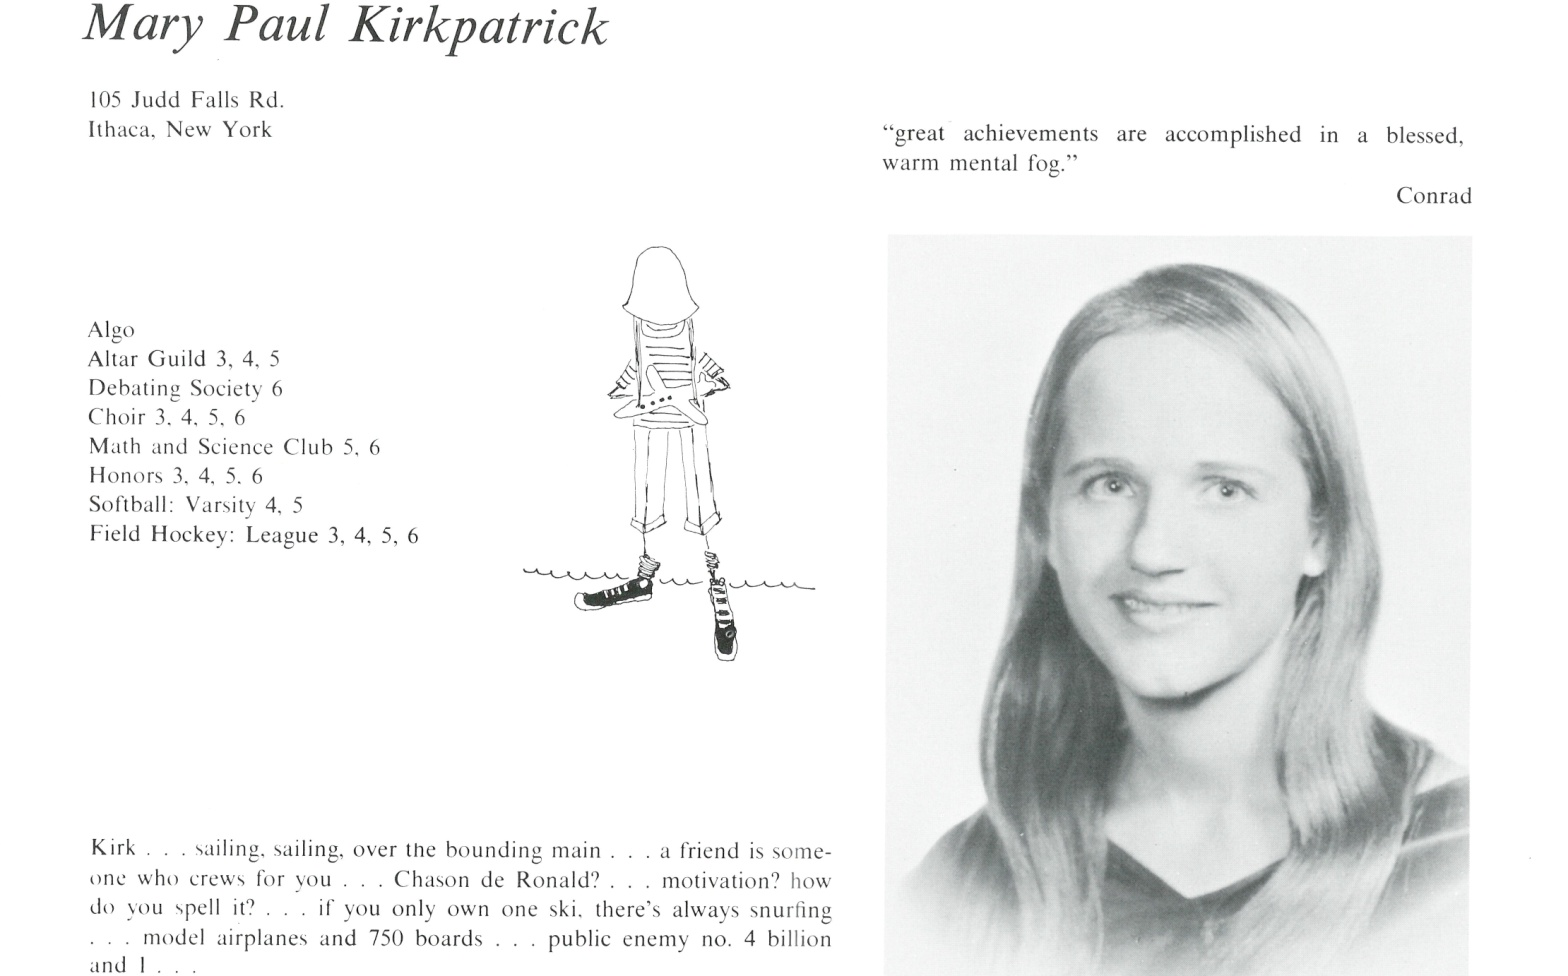 Mary Paul Kirkpatrick
105 Judd Falls Rd.
Ithaca, New York
“great achievements are accomplished in a blessed,
warm mental fog.”
Conrad
Algo
Altar Guild 3, 4, 5
Debating Society 6
Choir 3, 4, 5, 6
Math and Science Club 5, 6
Honors 3, 4, 5, 6
Softball: Varsity 4, 5
Field Hockey: League 3, 4, 5, 6
Kirk . . . sailing, sailing, over the bounding main . . . a friend is some-
one who crews for you . . . Chason de Ronald? . . . motivation? how
do you spell it? . . . if you only own one ski, there’s always snurfing
. . . model airplanes and 750 boards . . . public enemy no. 4 billion
and 1 . . .